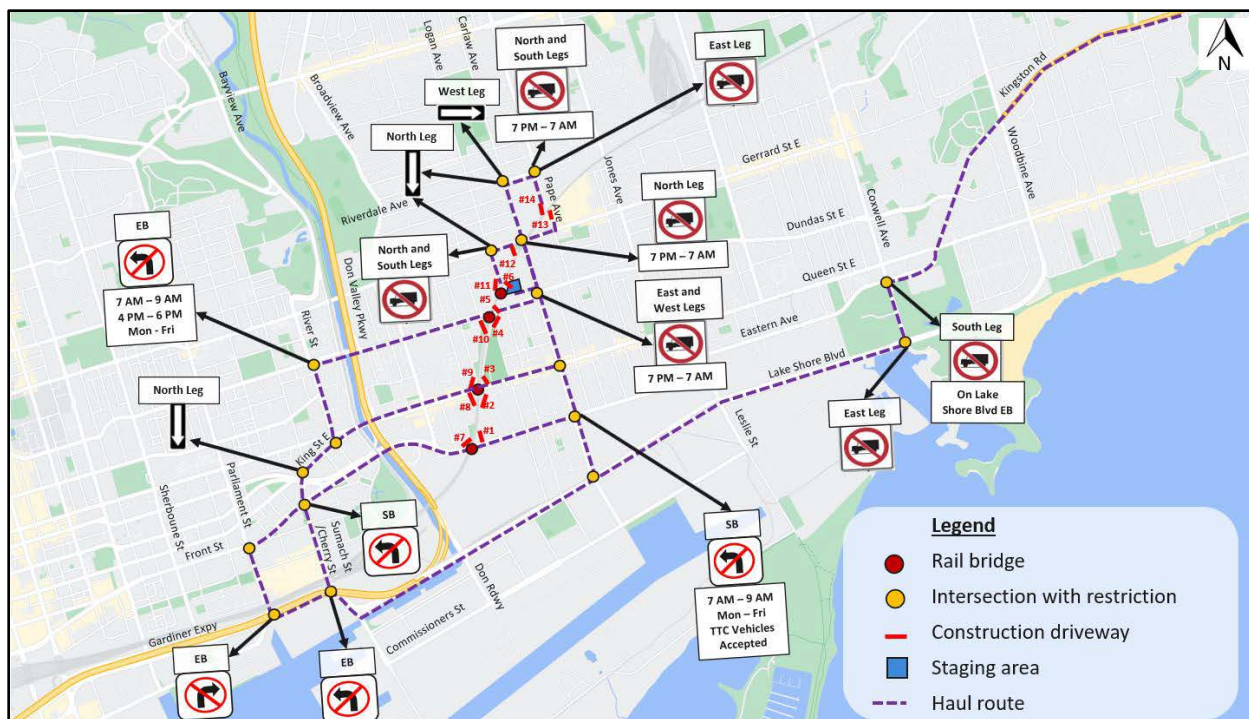 Logan Ave
Carlaw Ave
North and
South Legs
7 PM – 7 AM
East Leg
N
Kingston Rd
West Leg
North Leg
Bayview Ave
Broadview Ave
Riverdale Ave
Pape Ave
Jones Ave
Gerrard St E
Woodbine Ave
Coxwell Ave
Dundas St E
Queen St E
Eastern Ave
Lake Shore Blvd
North Leg
7 PM – 7 AM
#14
#13
#12
#6
#11
#5
#4
#10
#3
#9
#8
#2
#7
#1
EB
7 AM – 9 AM
4 PM – 6 PM
Mon - Fri
North and
South Legs
East and
West Legs
7 PM – 7 AM
South Leg
On Lake
Shore Blvd EB
East Leg
Don Valley Pkwy
River St
North Leg
King St E
Parliament St
Sherbourne St
Front St
Sumach St
/Cherry St
SB
Don Rdwy
Leslie St
Commissioners St
Gardiner Expy
EB
EB
SB
7 AM – 9 AM
Mon – Fri
TTC Vehicles
Accepted
Legend
Rail bridge
Intersection with restriction
Construction driveway
Staging area
Haul route